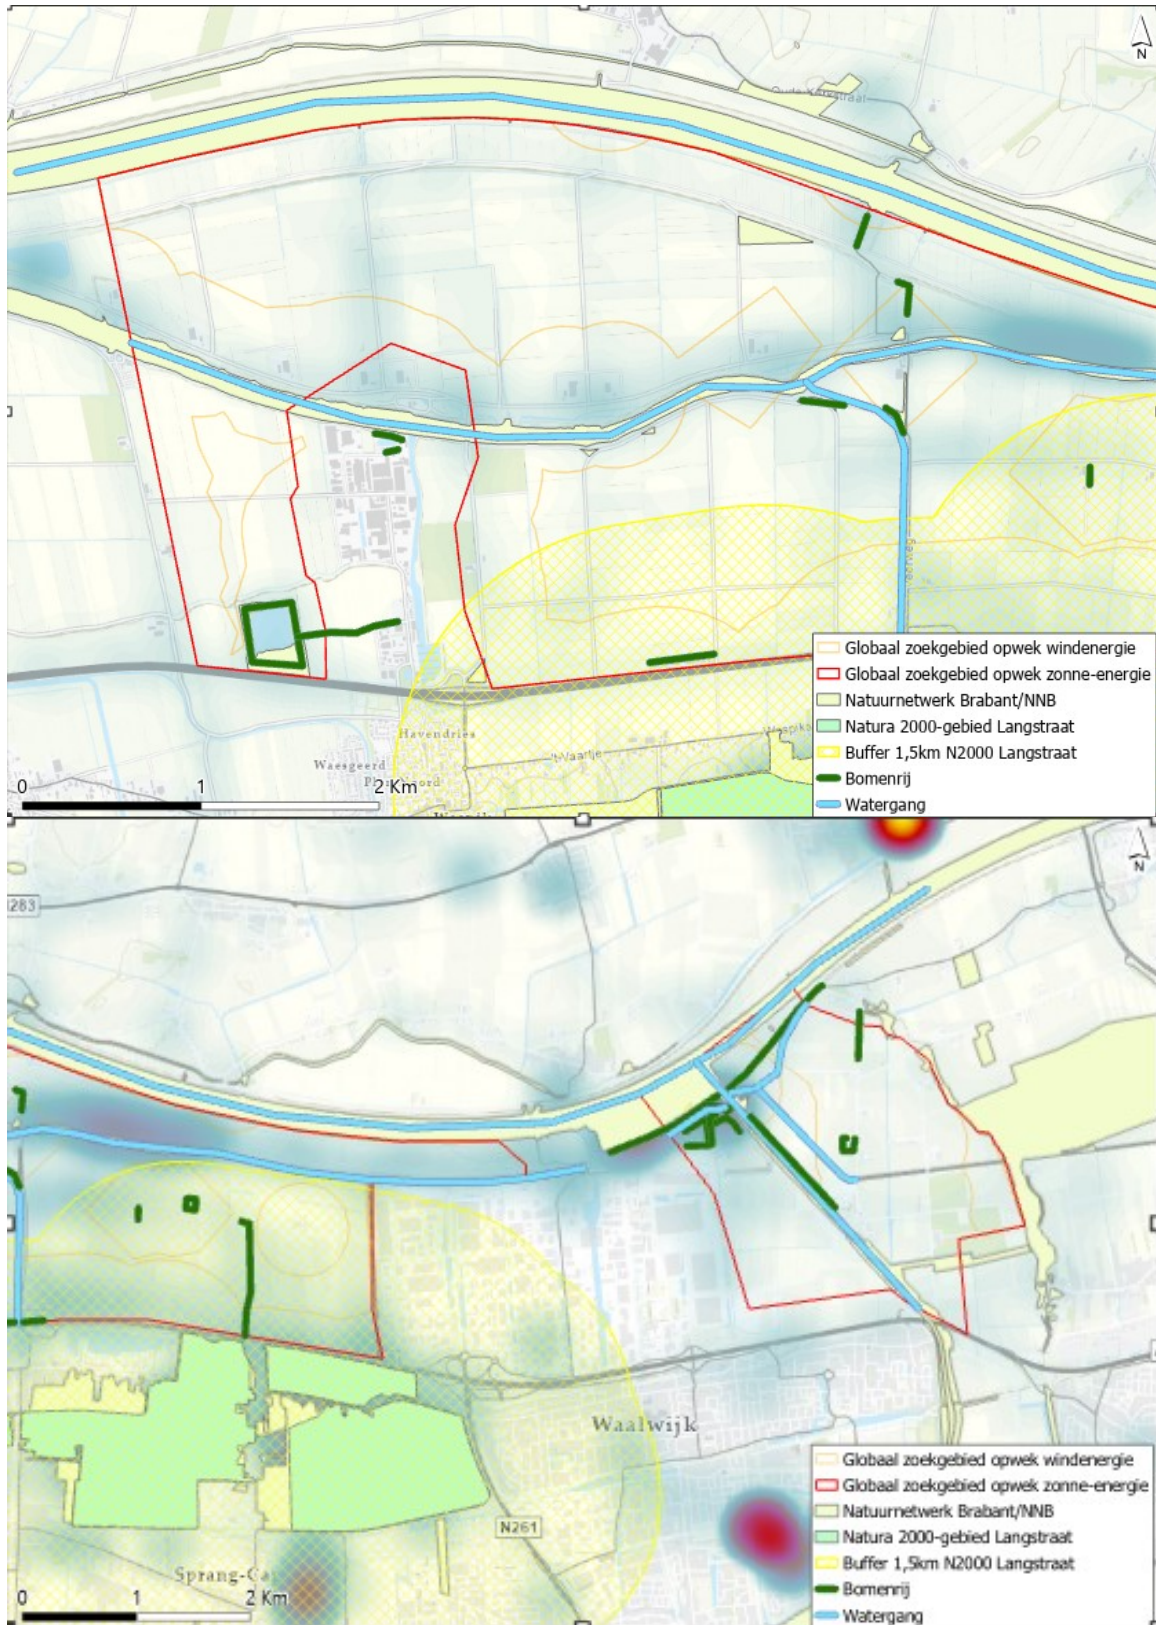 N
Oude Kerkstraat
Globaal zoekgebied opwek windenergie
Globaal zoekgebied opwek zonne-energie
Natuurnetwerk Brabant/NNB
Natura 2000-gebied Langstraat
Buffer 1,5km N2000 Langstraat
Bomenrij
Watergang
Havendries
't Vaartje
Waesgeerd
0 1 2 Km
N
283
Waalwijk
N261
Sprang-Ca
0 1 2 Km
Globaal zoekgebied opwek windenergie
Globaal zoekgebied opwek zonne-energie
Natuurnetwerk Brabant/NNB
Natura 2000-gebied Langstraat
Buffer 1,5km N2000 Langstraat
Bomenrij
Watergang